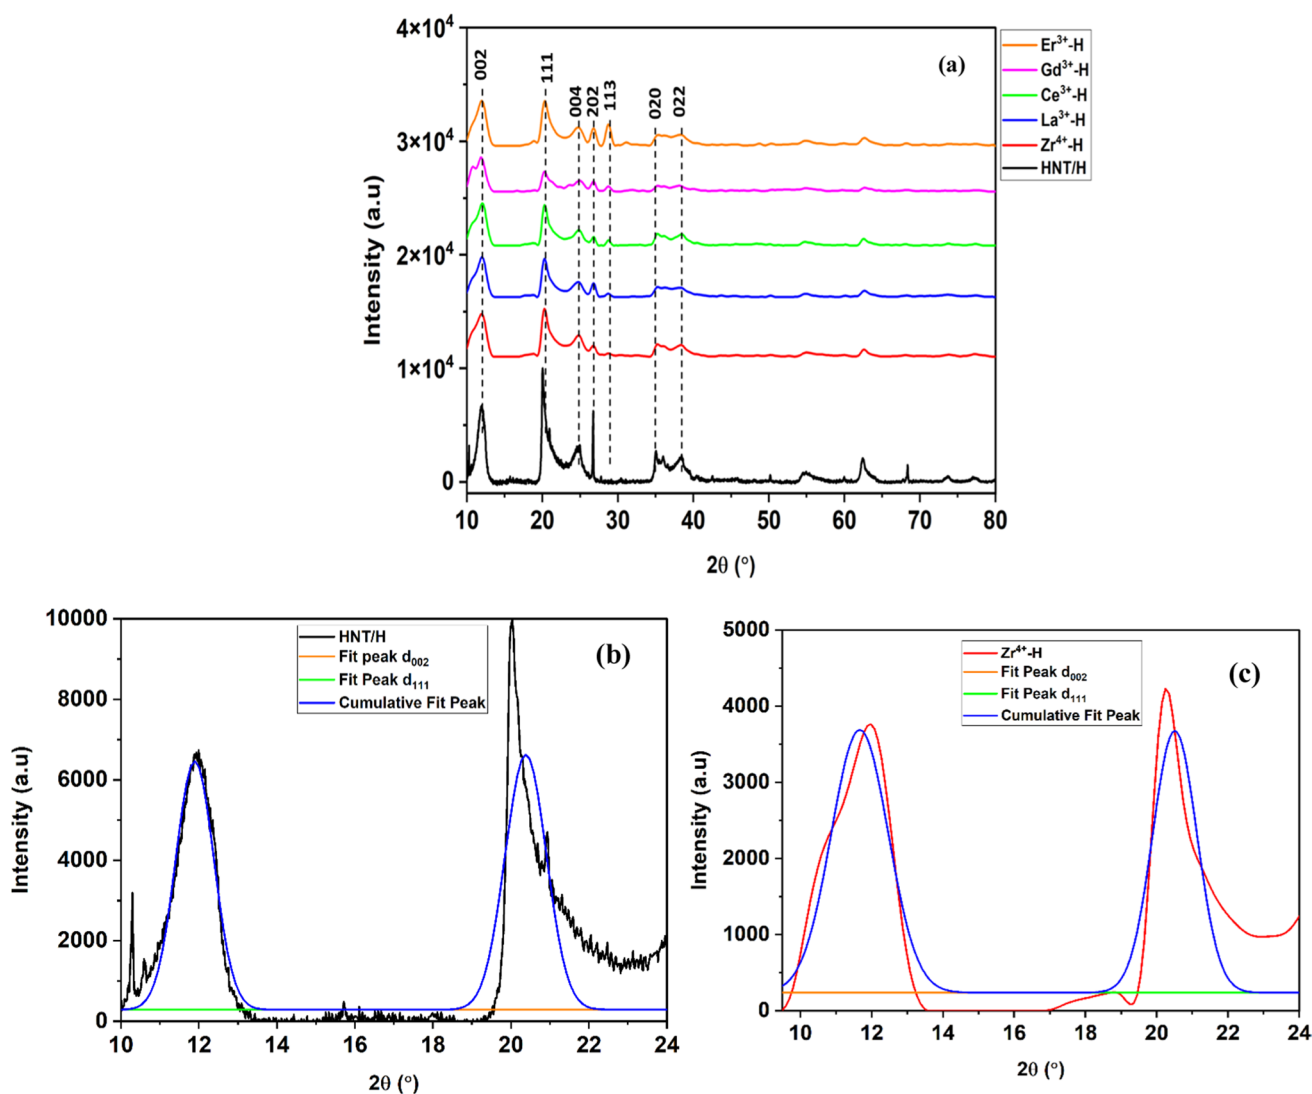 (a)
4×10⁴
3×10⁴
2×10⁴
1×10⁴
0
Intensity (a.u)
002
111
004
202
113
020
022
10 20 30 40 50 60 70 80
2θ (°)
Er³⁺-H
Gd³⁺-H
Ce³⁺-H
La³⁺-H
Zr⁴⁺-H
HNT/H
(b)
10000
8000
6000
4000
2000
0
Intensity (a.u)
HNT/H
Fit peak d₀₀₂
Fit Peak d₁₁₁
Cumulative Fit Peak
10 12 14 16 18 20 22 24
2θ (°)
(c)
5000
4000
3000
2000
1000
0
Intensity (a.u)
Zr⁴⁺-H
Fit Peak d₀₀₂
Fit Peak d₁₁₁
Cumulative Fit Peak
10 12 14 16 18 20 22 24
2θ (°)